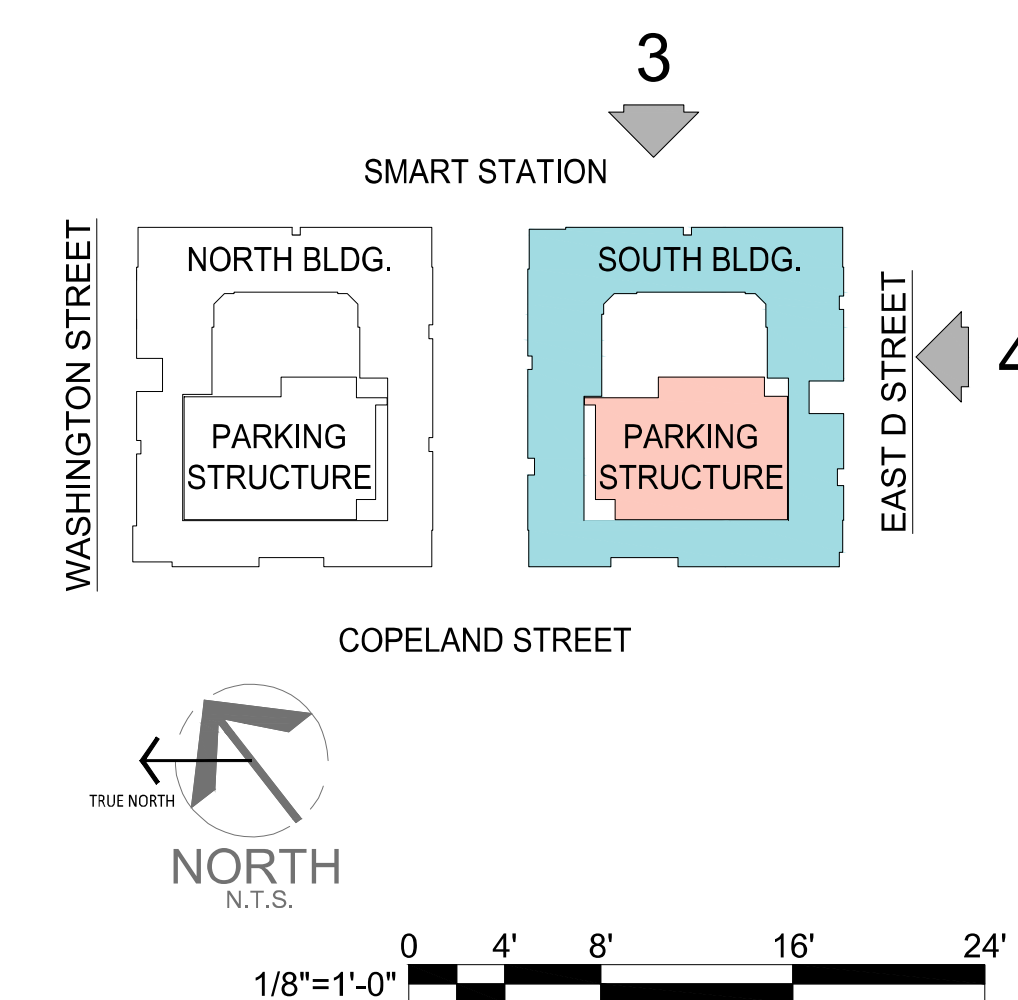 3
SMART STATION
WASHINGTON STREET
NORTH BLDG.
SOUTH BLDG.
EAST D STREET
4
PARKING
STRUCTURE
PARKING
STRUCTURE
COPELAND STREET
TRUE NORTH
NORTH
N.T.S.
0 4' 8' 16' 24'
1/8"=1'-0"